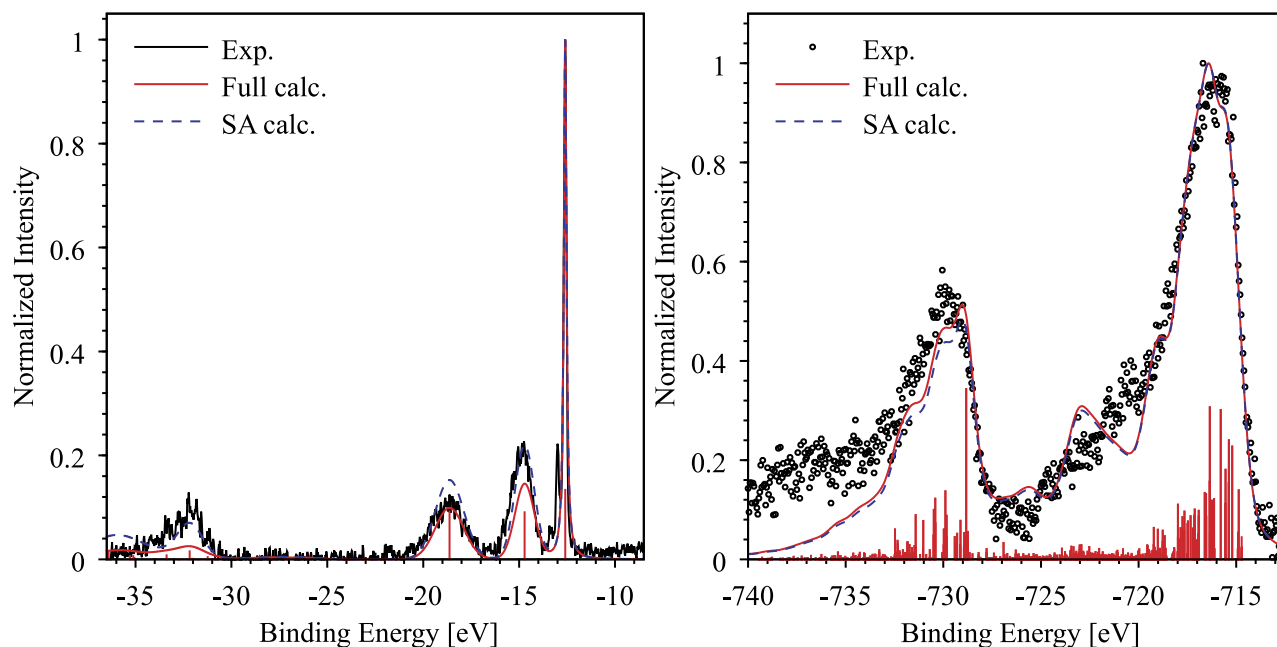 Exp.
Full calc.
SA calc.
Normalized Intensity
1
0.8
0.6
0.4
0.2
0
-35 -30 -25 -20 -15 -10
Binding Energy [eV]
Exp.
Full calc.
SA calc.
Normalized Intensity
1
0.8
0.6
0.4
0.2
0
-740 -735 -730 -725 -720 -715
Binding Energy [eV]